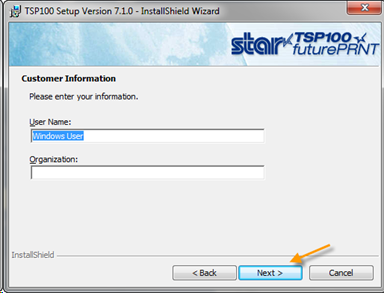 TSP100 Setup Version 7.1.0 - InstallShield Wizard
star TSP100
futurePRNT
Customer Information
Please enter your information.
User Name:
Windows User
Organization:
InstallShield
< Back
Next >
Cancel